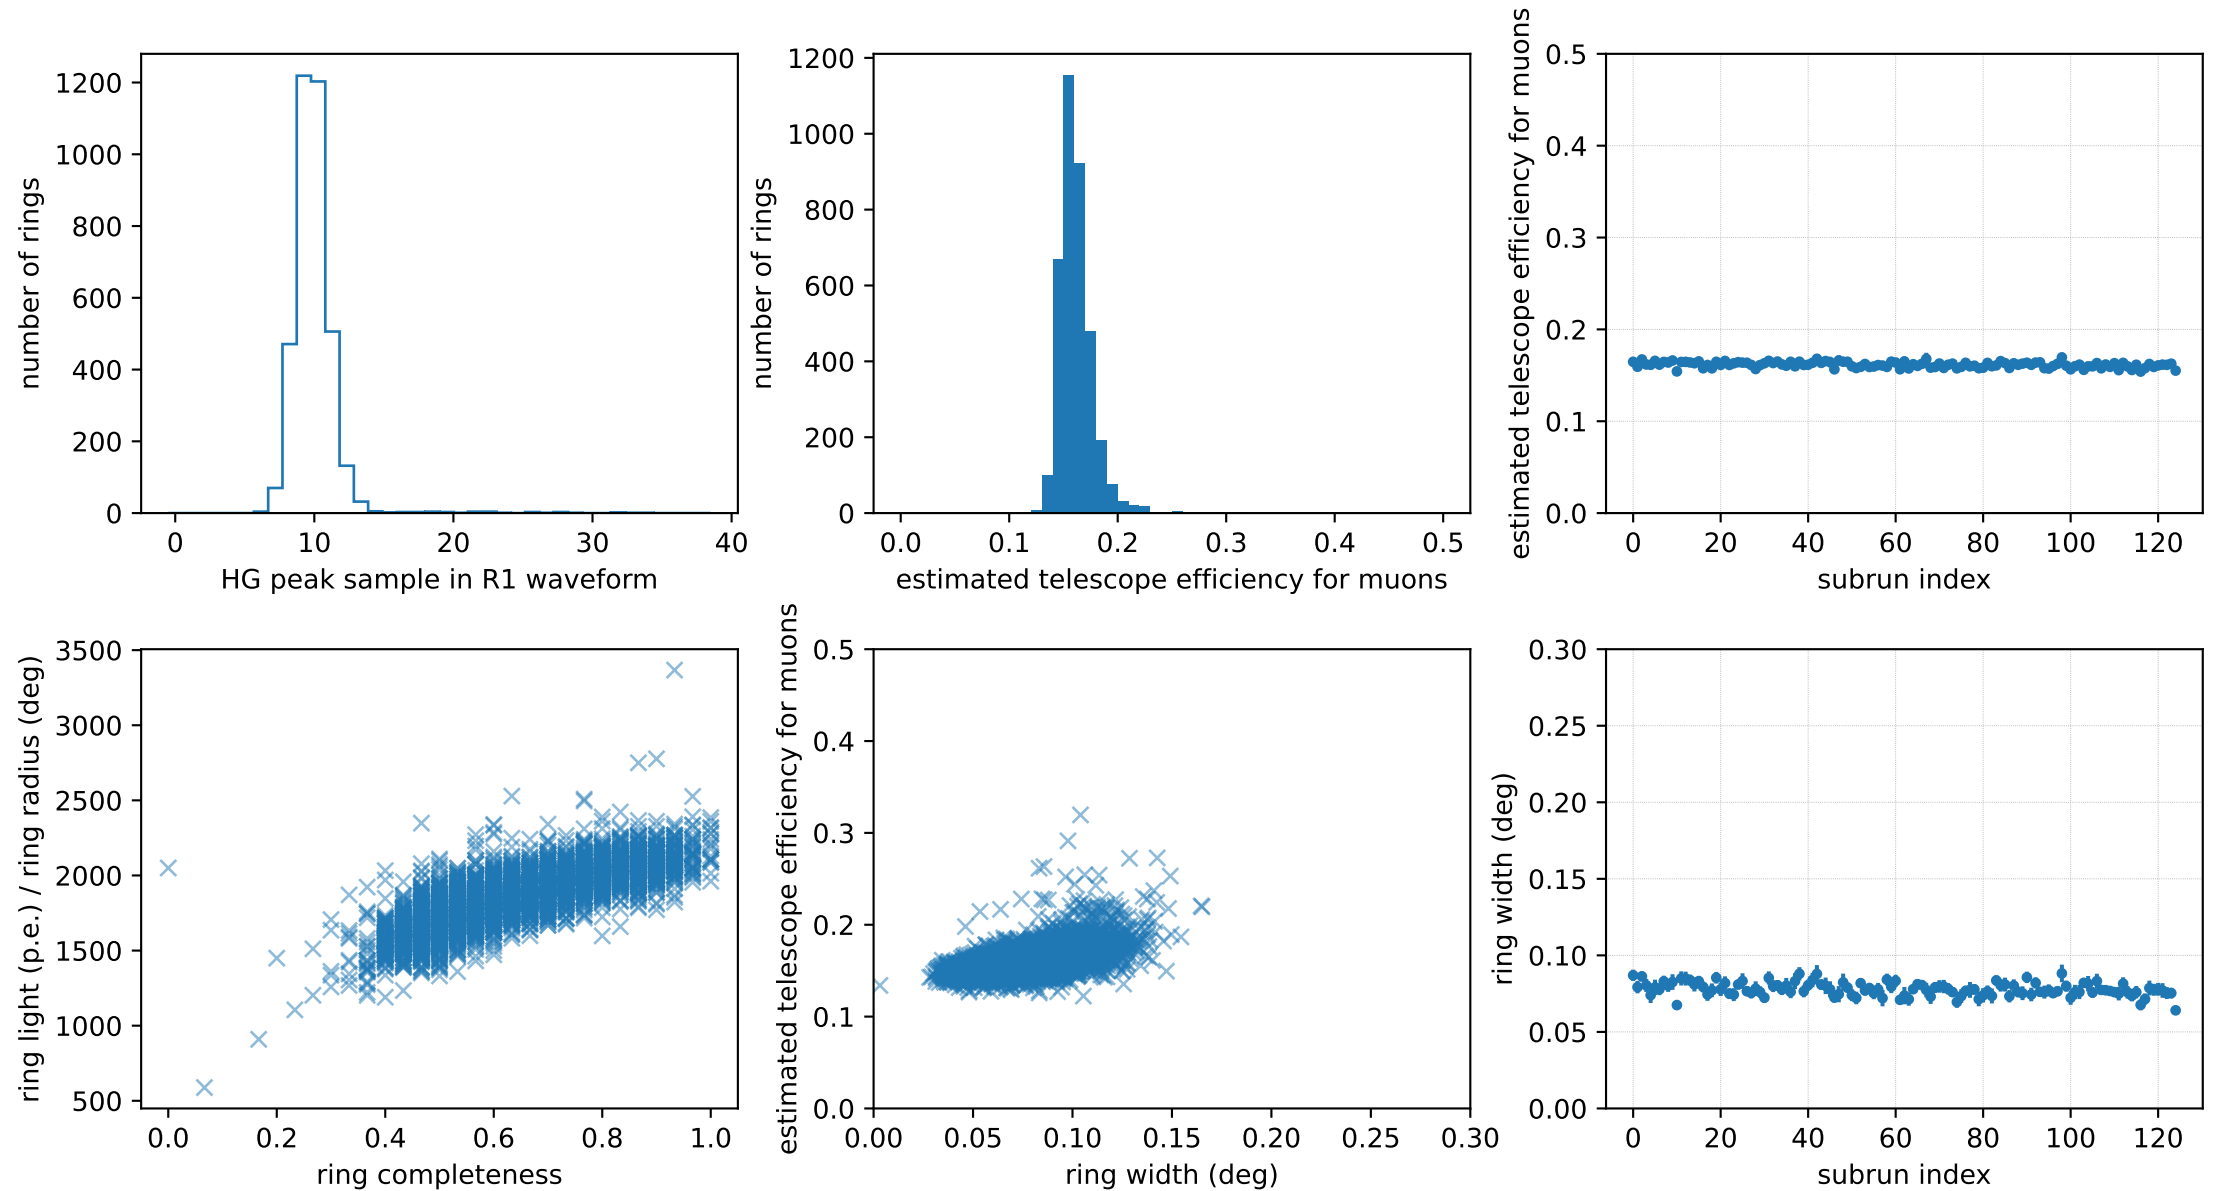 1200
1000
800
600
400
200
0
number of rings
0 10 20 30 40
HG peak sample in R1 waveform
1200
1000
800
600
400
200
0
number of rings
0.0 0.1 0.2 0.3 0.4 0.5
estimated telescope efficiency for muons
0.5
0.4
0.3
0.2
0.1
0.0
estimated telescope efficiency for muons
0 20 40 60 80 100 120
subrun index
3500
3000
2500
2000
1500
1000
500
ring light (p.e.) / ring radius (deg)
0.0 0.2 0.4 0.6 0.8 1.0
ring completeness
0.5
0.4
0.3
0.2
0.1
0.0
estimated telescope efficiency for muons
0.00 0.05 0.10 0.15 0.20 0.25 0.30
ring width (deg)
0.30
0.25
0.20
0.15
0.10
0.05
0.00
ring width (deg)
0 20 40 60 80 100 120
subrun index